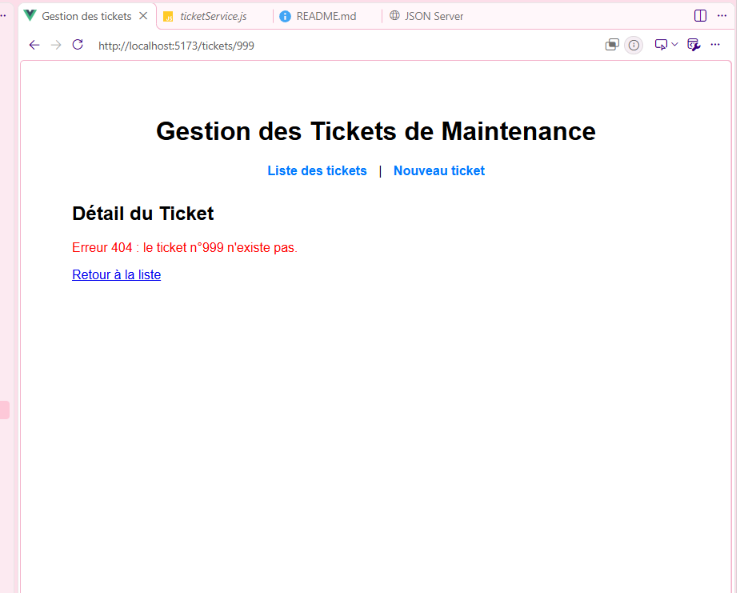 Gestion des tickets
ticketService.js
README.md
JSON Server
http://localhost:5173/tickets/999
Gestion des Tickets de Maintenance
Liste des tickets | Nouveau ticket
Détail du Ticket
Erreur 404 : le ticket n°999 n'existe pas.
Retour à la liste